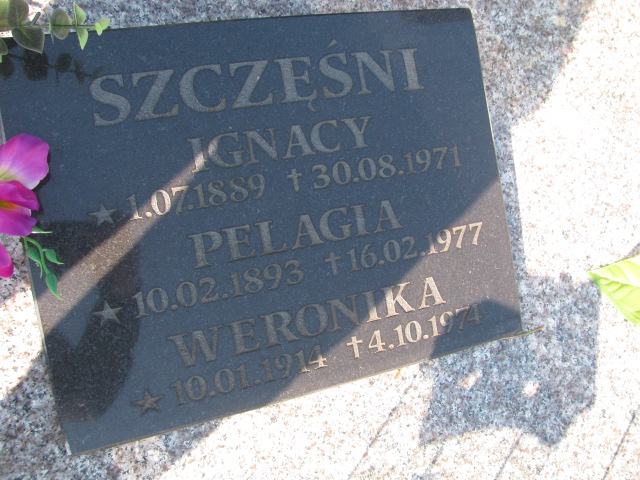 SZCZĘŚNI
IGNACY
★ 1.07.1889 † 30.08.1971
PELAGIA
★ 10.02.1893 † 16.02.1977
WERONIKA
★ 10.01.1914 † 4.10.1974